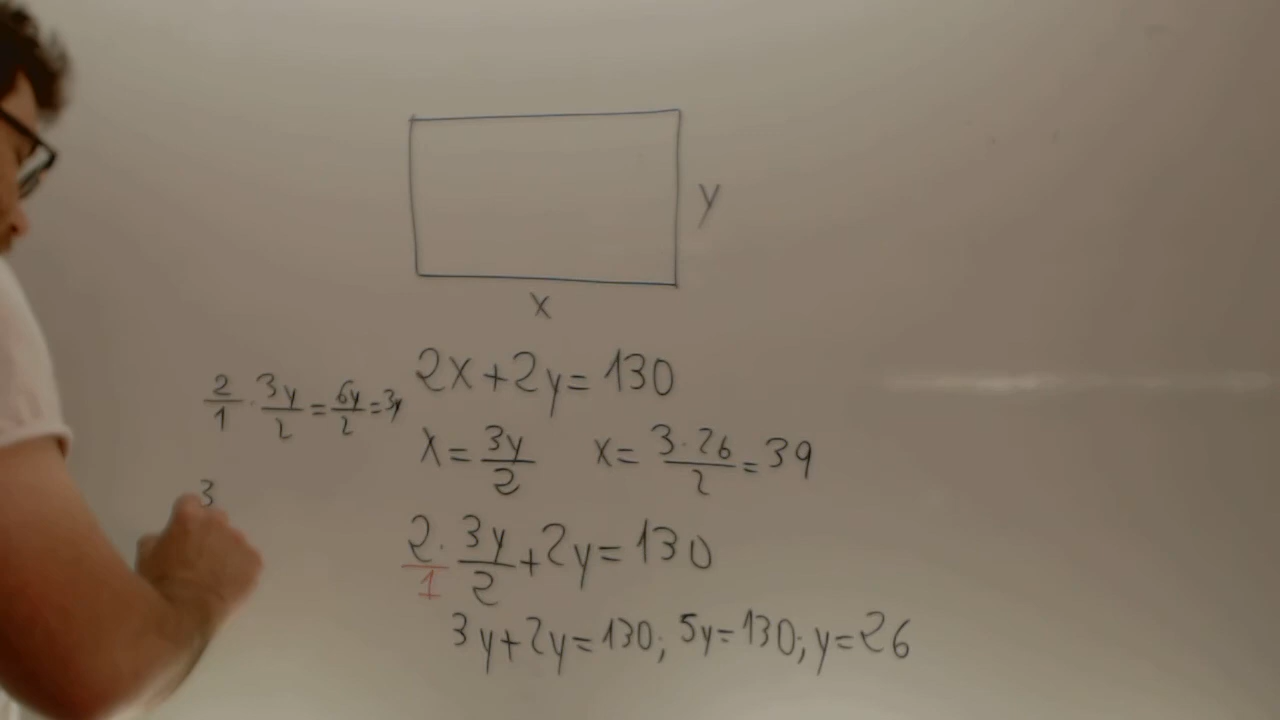 y
x
2x+2y=130
2/1 · 3y/2 = 6y/2 = 3y
x = 3y/2 x = 3·26/2 = 39
3
2/1 · 3y/2 + 2y = 130
3y+2y=130; 5y=130; y=26